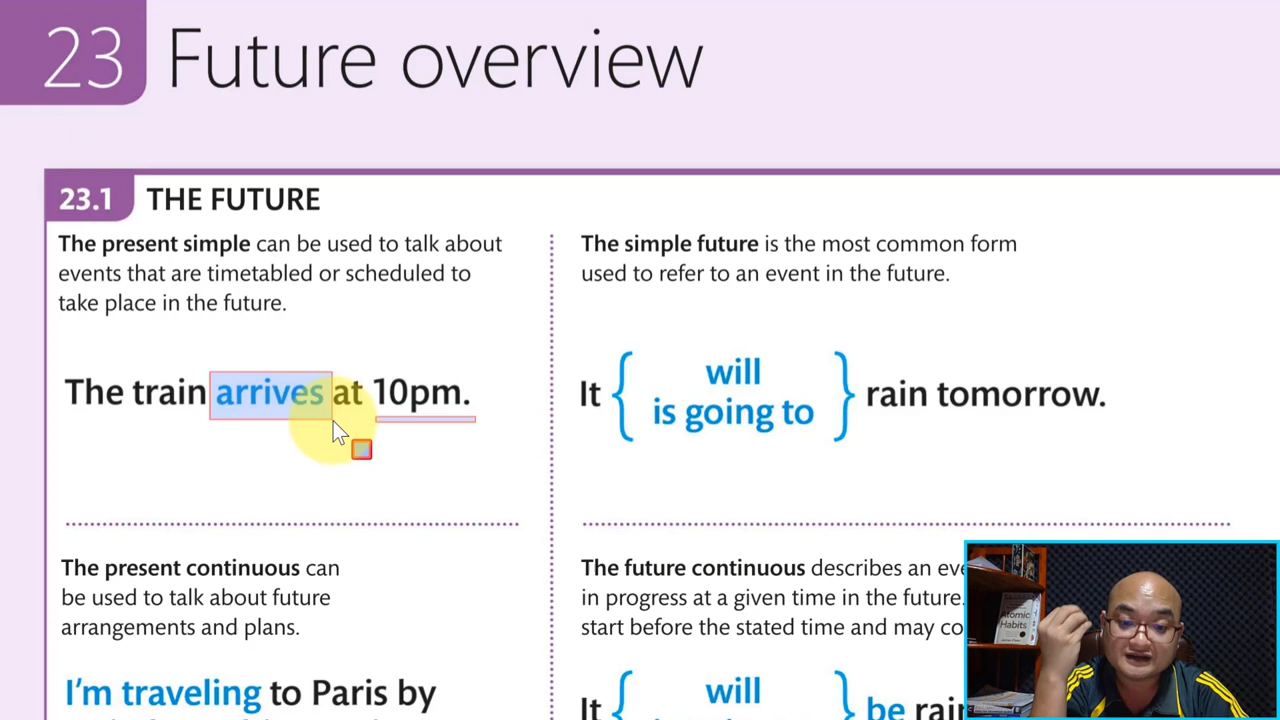 23 Future overview
23.1 THE FUTURE
The present simple can be used to talk about
events that are timetabled or scheduled to
take place in the future.
The train arrives at 10pm.
The simple future is the most common form
used to refer to an event in the future.
It { will
is going to } rain tomorrow.
The present continuous can
be used to talk about future
arrangements and plans.
I'm traveling to Paris by
The future continuous describes an
in progress at a given time in the future.
start before the stated time and may
It { will } be
Atomic
Habits